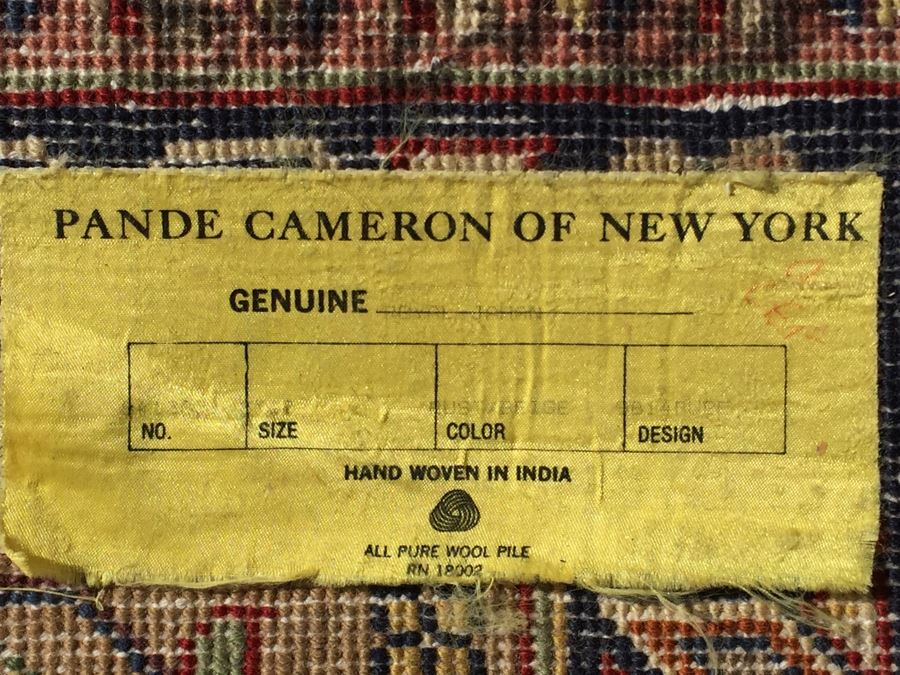 PANDE CAMERON OF NEW YORK
GENUINE
NO. SIZE COLOR DESIGN
HAND WOVEN IN INDIA
ALL PURE WOOL PILE
RN 18002